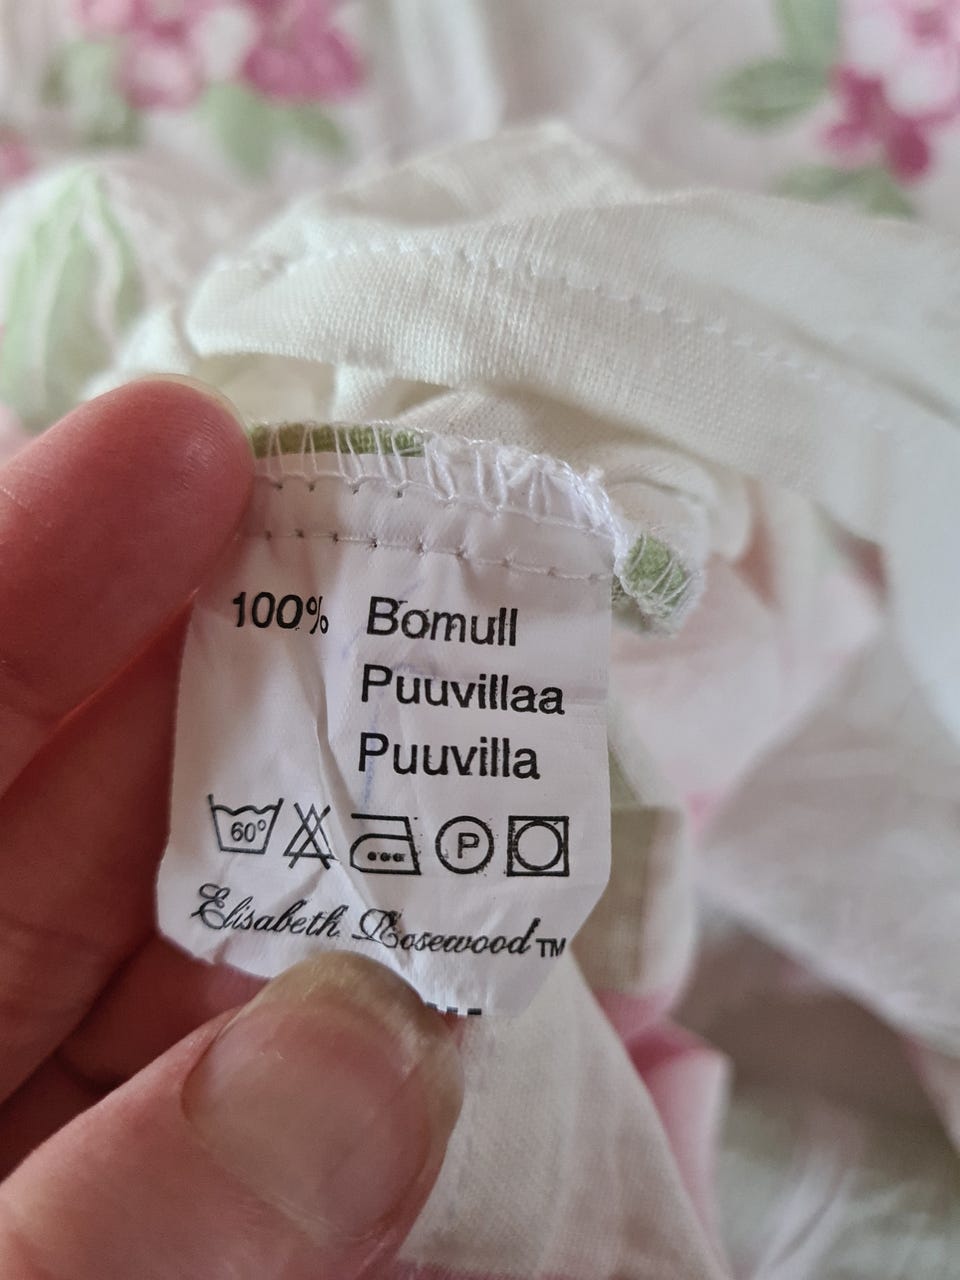 100% Bomull
Puuvillaa
Puuvilla
60°
P
Elisabeth Rosewood™